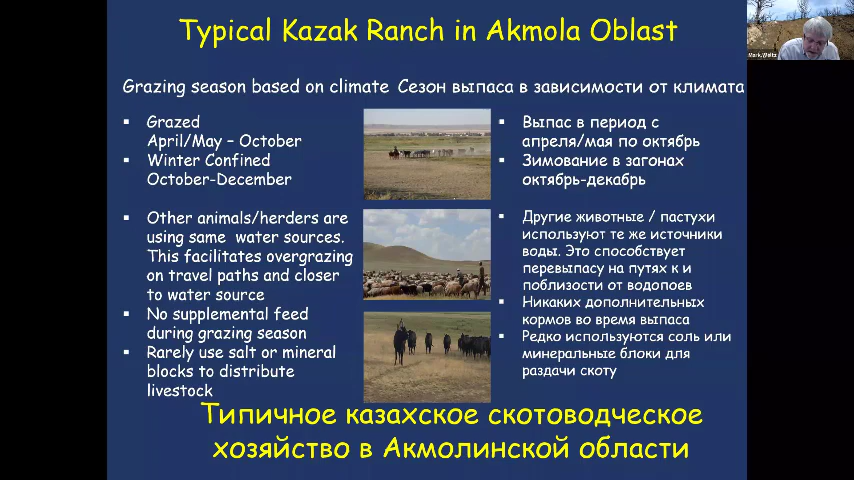 Typical Kazak Ranch in Akmola Oblast
Mark.Weltz
Grazing season based on climate Сезон выпаса в зависимости от климата
▪ Grazed
April/May – October
▪ Winter Confined
October-December
▪ Other animals/herders are
using same water sources.
This facilitates overgrazing
on travel paths and closer
to water source
▪ No supplemental feed
during grazing season
▪ Rarely use salt or mineral
blocks to distribute
livestock
▪ Выпас в период с
апреля/мая по октябрь
▪ Зимование в загонах
октябрь-декабрь
▪ Другие животные / пастухи
используют те же источники
воды. Это способствует
перевыпасу на путях к и
поблизости от водопоев
▪ Никаких дополнительных
кормов во время выпаса
▪ Редко используются соль или
минеральные блоки для
раздачи скоту
Типичное казахское скотоводческое
хозяйство в Акмолинской области